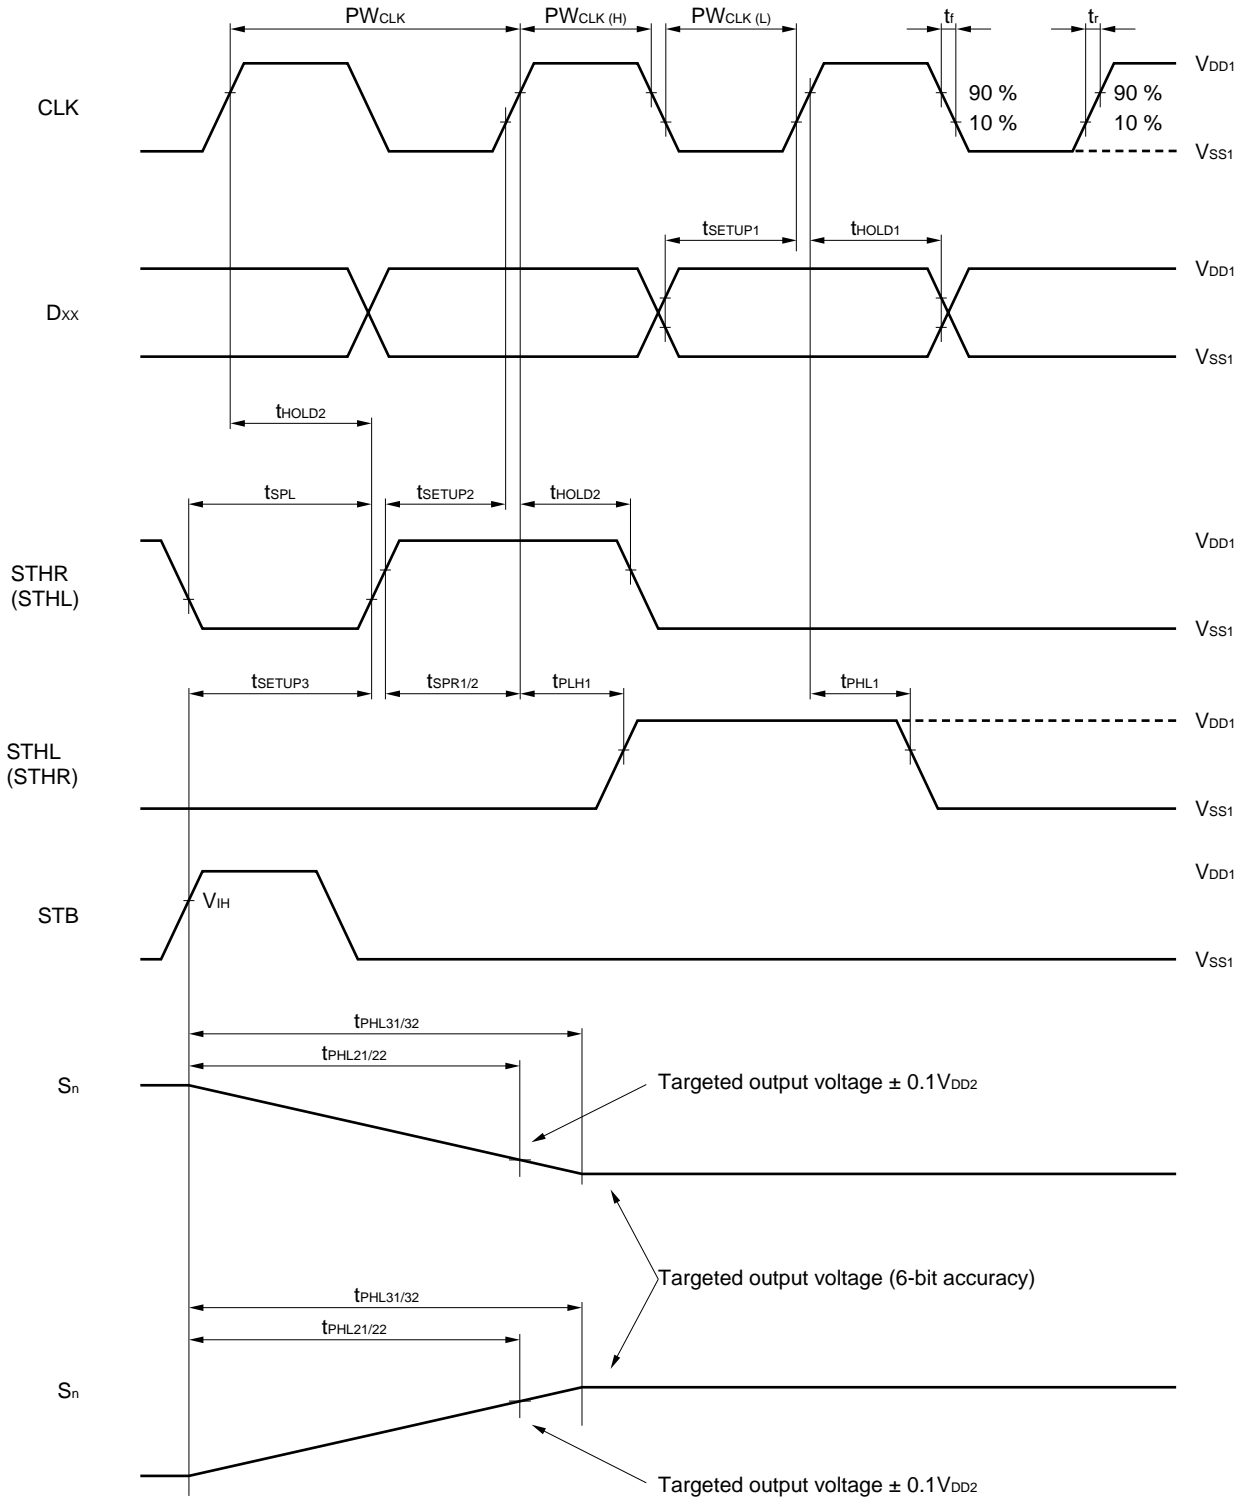 PWCLK PWCLK (H) PWCLK (L) tf tr
VDD1
CLK
90 % 90 %
10 % 10 %
VSS1
tSETUP1 tHOLD1
VDD1
DXX
VSS1
tHOLD2
tSPL tSETUP2 tHOLD2
VDD1
STHR
(STHL)
VSS1
tSETUP3 tSPR1/2 tPLH1 tPHL1
VDD1
STHL
(STHR)
VSS1
VDD1
VIH
STB
VSS1
tPHL31/32
tPHL21/22
Sn
Targeted output voltage ± 0.1VDD2
Targeted output voltage (6-bit accuracy)
tPHL31/32
tPHL21/22
Sn
Targeted output voltage ± 0.1VDD2